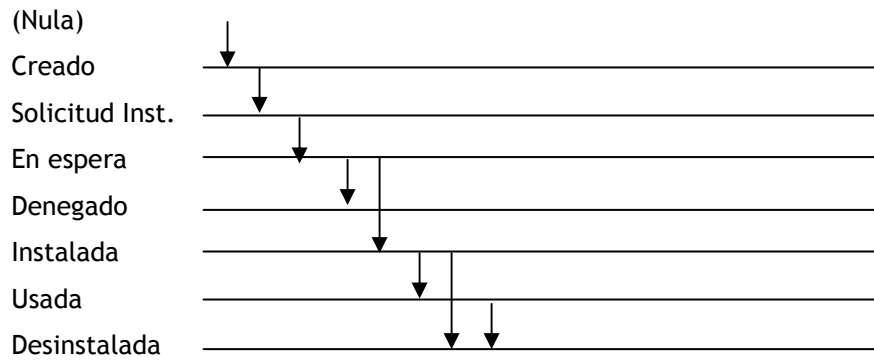 (Nula)
Creado
Solicitud Inst.
En espera
Denegado
Instalada
Usada
Desinstalada